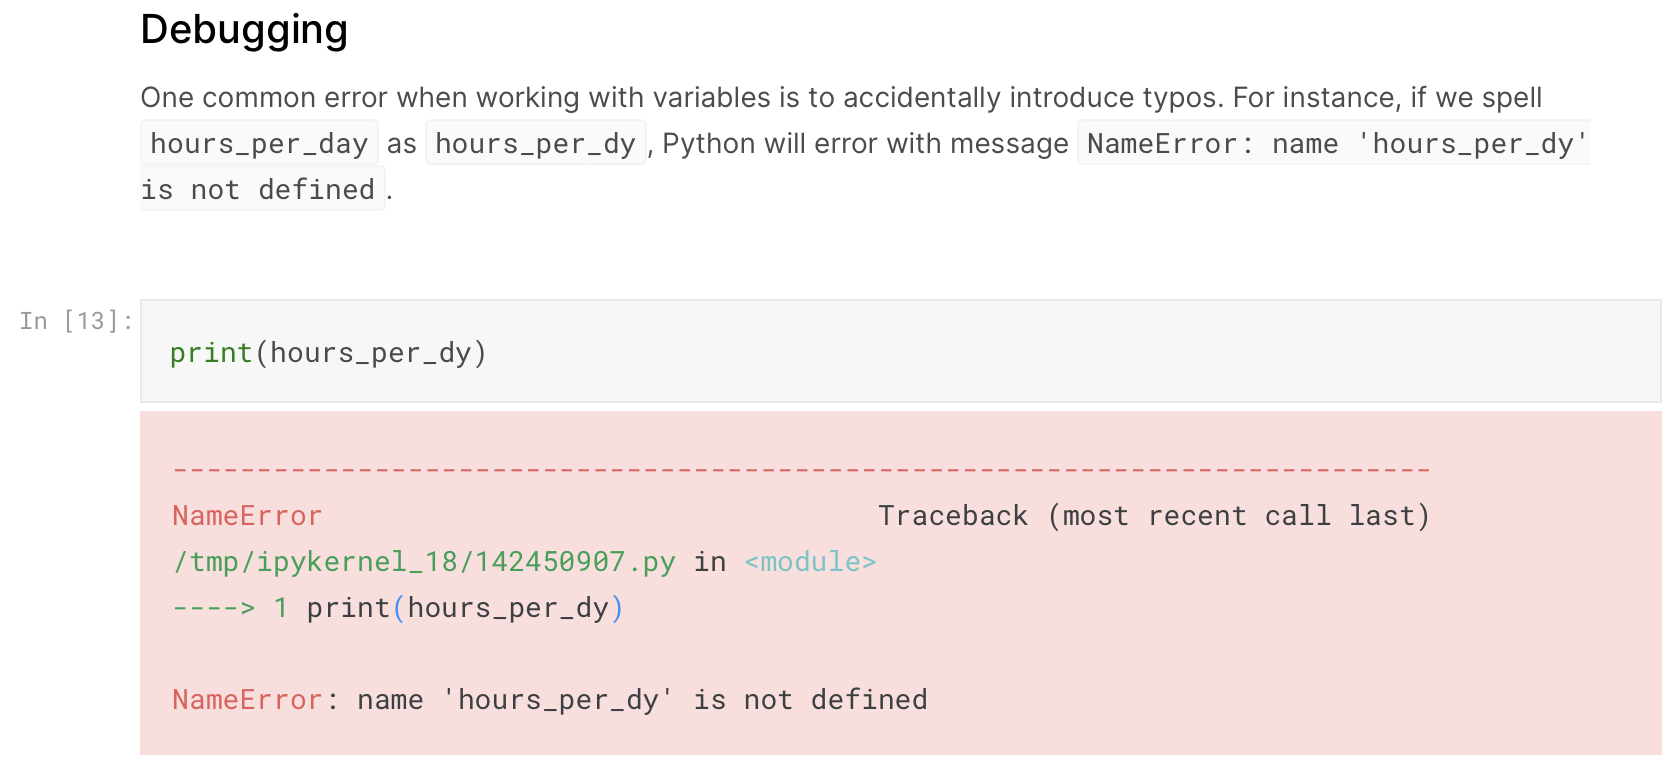 Debugging
One common error when working with variables is to accidentally introduce typos. For instance, if we spell
hours_per_day as hours_per_dy, Python will error with message NameError: name 'hours_per_dy'
is not defined.
In [13]:
print(hours_per_dy)
---------------------------------------------------------------------------
NameError                                 Traceback (most recent call last)
/tmp/ipykernel_18/142450907.py in <module>
----> 1 print(hours_per_dy)
NameError: name 'hours_per_dy' is not defined